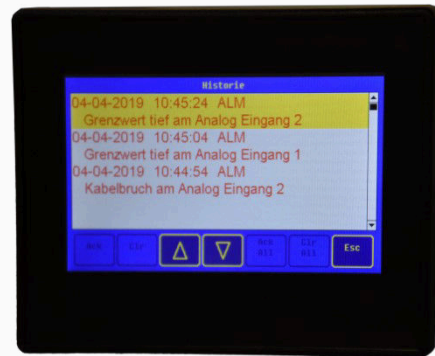 Historie
04-04-2019 10:45:24 ALM
Grenzwert tief am Analog Eingang 2
04-04-2019 10:45:04 ALM
Grenzwert tief am Analog Eingang 1
04-04-2019 10:44:54 ALM
Kabelbruch am Analog Eingang 2
Ack
Clr
Ack
All
Clr
All
Esc